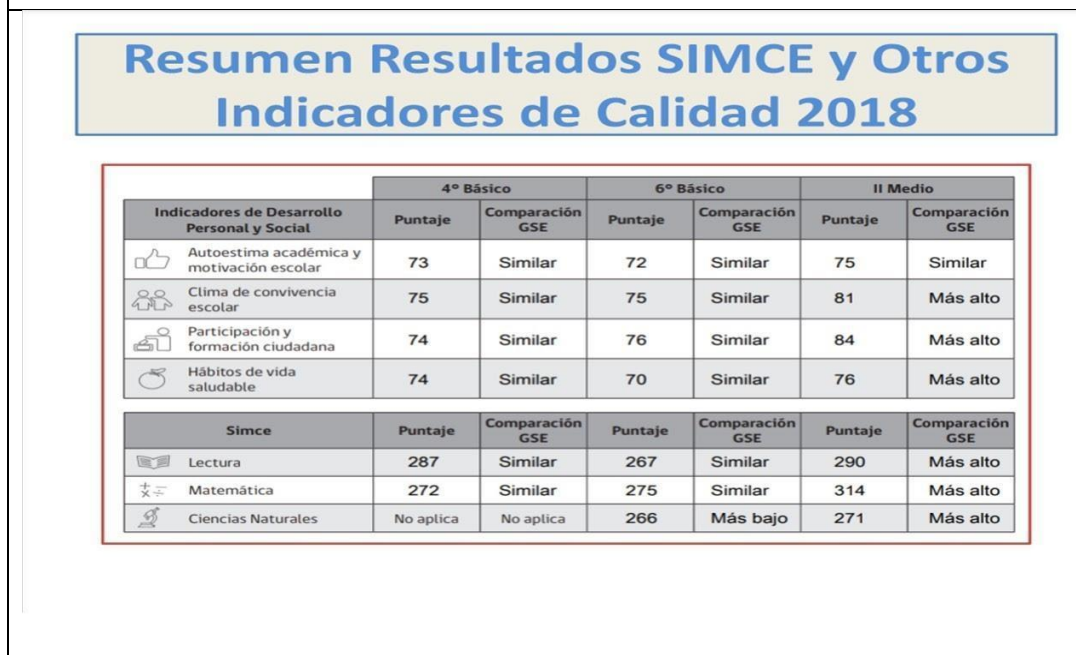 Resumen Resultados SIMCE y Otros
Indicadores de Calidad 2018
4º Básico 6º Básico II Medio
Indicadores de Desarrollo
Personal y Social
Puntaje Comparación
GSE Puntaje Comparación
GSE Puntaje Comparación
GSE
Autoestima académica y
motivación escolar
73 Similar 72 Similar 75 Similar
Clima de convivencia
escolar
75 Similar 75 Similar 81 Más alto
Participación y
formación ciudadana
74 Similar 76 Similar 84 Más alto
Hábitos de vida
saludable
74 Similar 70 Similar 76 Más alto
Simce Puntaje Comparación
GSE Puntaje Comparación
GSE Puntaje Comparación
GSE
Lectura 287 Similar 267 Similar 290 Más alto
Matemática 272 Similar 275 Similar 314 Más alto
Ciencias Naturales No aplica No aplica 266 Más bajo 271 Más alto